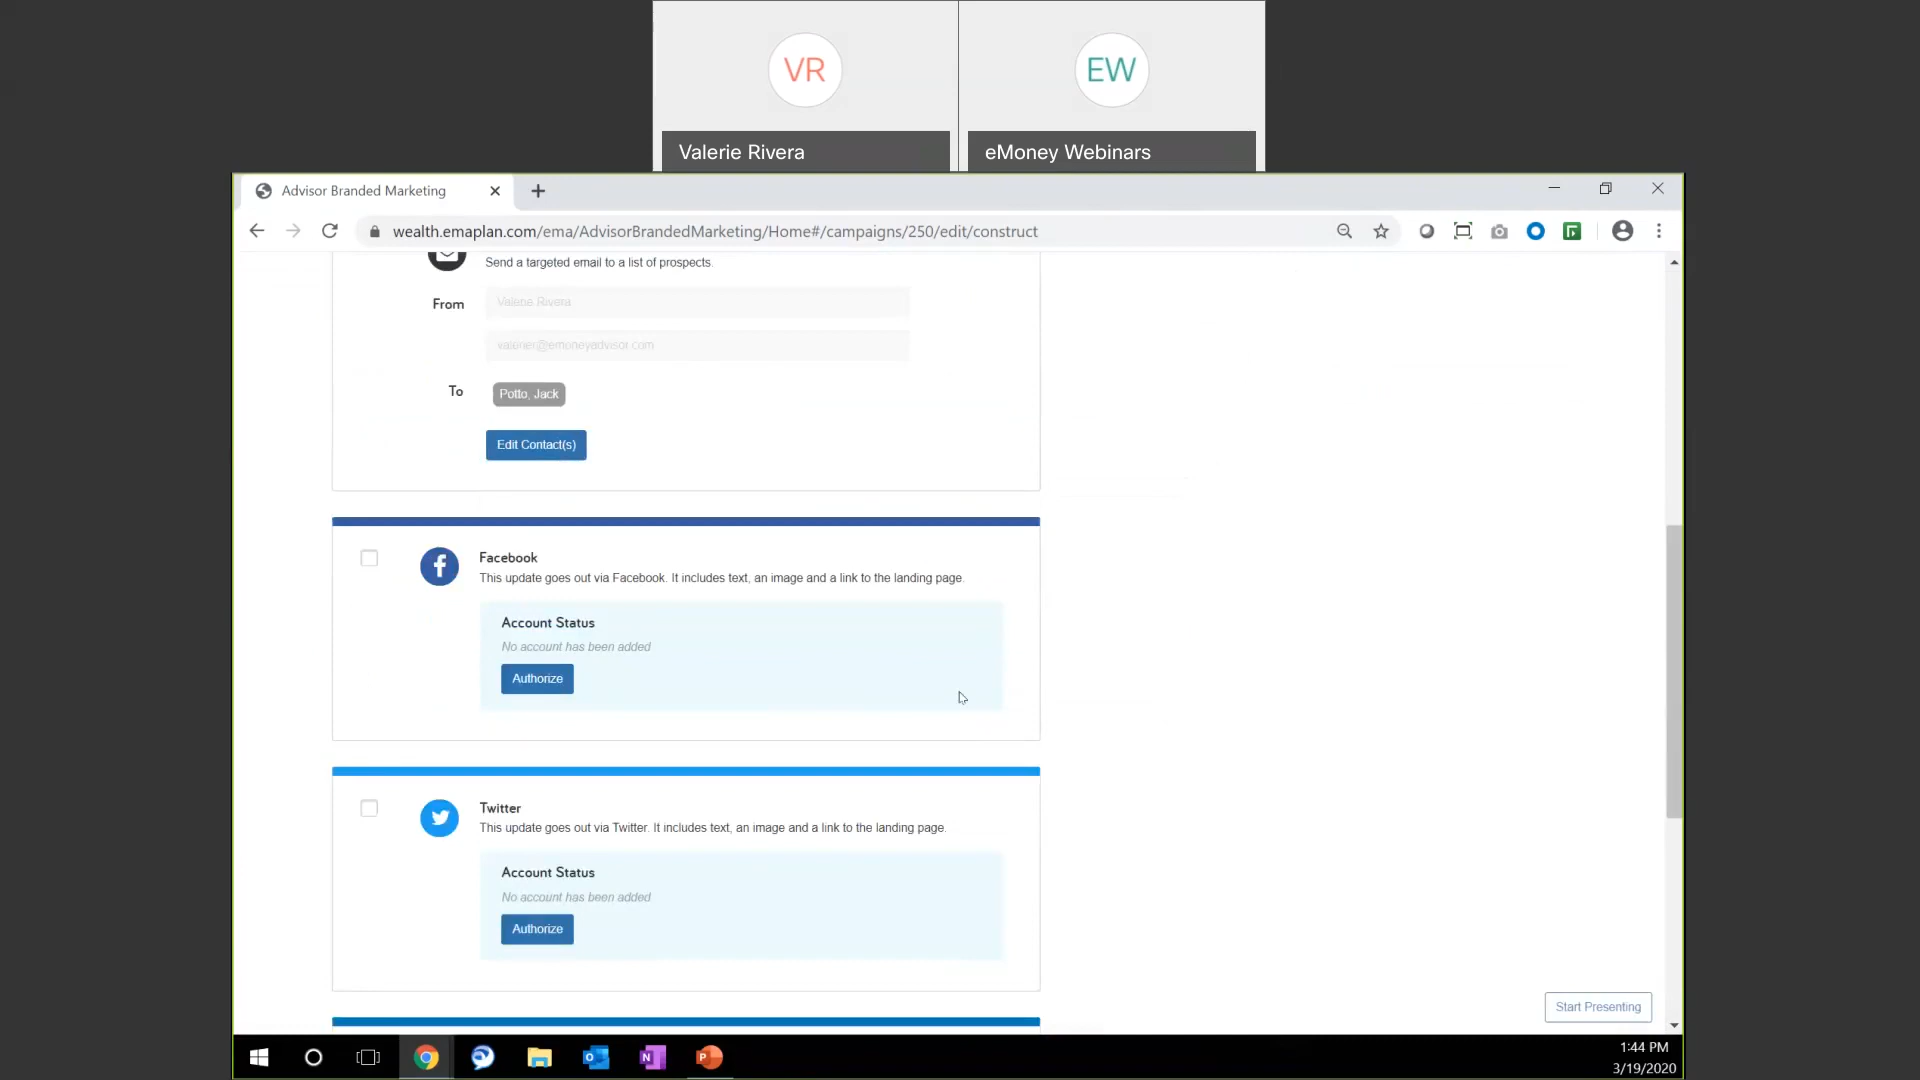 VR
EW
Valerie Rivera
eMoney Webinars
Advisor Branded Marketing
wealth.emaplan.com/ema/AdvisorBrandedMarketing/Home#/campaigns/250/edit/construct
Send a targeted email to a list of prospects.
From
Valerie Rivera
valerier@emoneyadvisor.com
To
Potto, Jack
Edit Contact(s)
Facebook
This update goes out via Facebook. It includes text, an image and a link to the landing page.
Account Status
No account has been added
Authorize
Twitter
This update goes out via Twitter. It includes text, an image and a link to the landing page.
Account Status
No account has been added
Authorize
Start Presenting
1:44 PM
3/19/2020